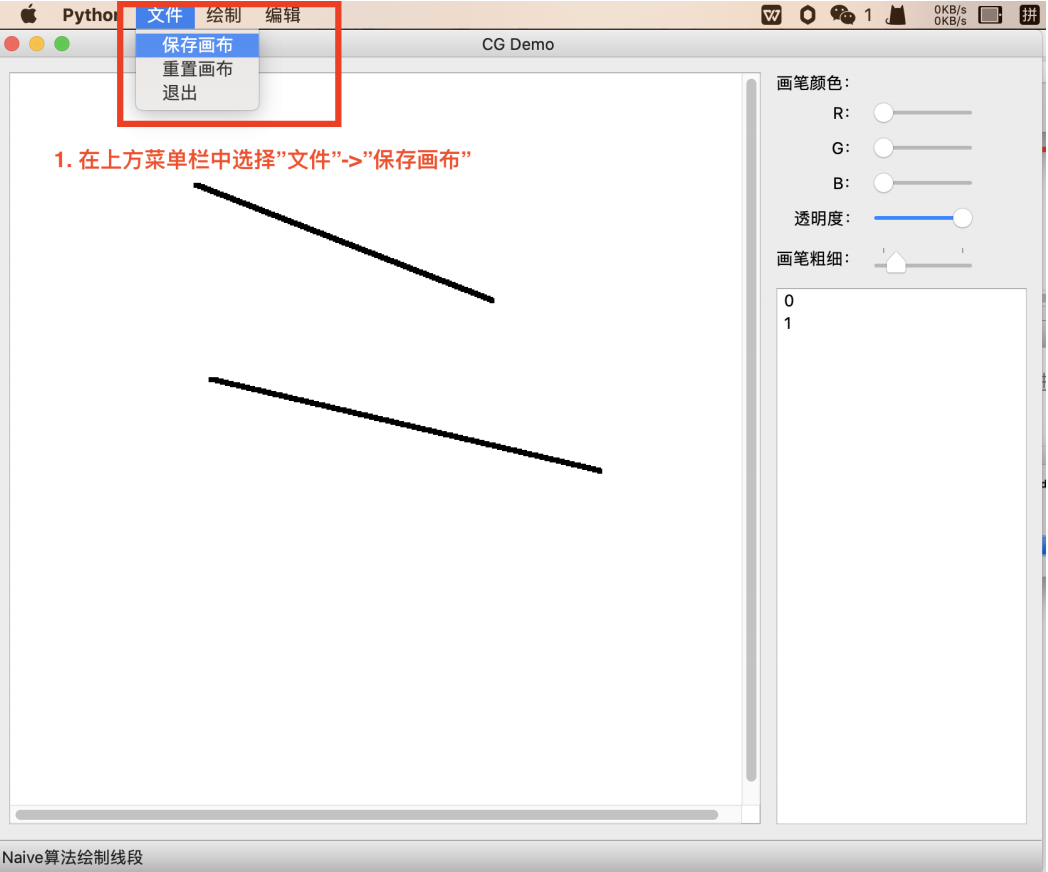 Python 文件 绘制 编辑 1 0KB/s
0KB/s
拼
CG Demo
保存画布
重置画布
退出
1. 在上方菜单栏中选择”文件”->”保存画布”
画笔颜色：
R：
G：
B：
透明度：
画笔粗细：
0
1
Naive算法绘制线段